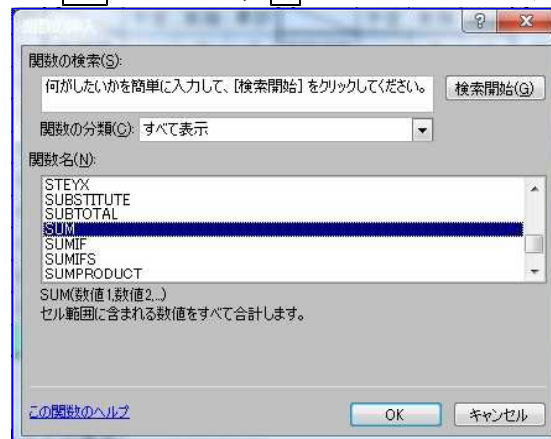 関数の検索(S):
何がしたいかを簡単に入力して、[検索開始] をクリックしてください。
検索開始(G)
関数の分類(C): すべて表示
関数名(N):
STEYX
SUBSTITUTE
SUBTOTAL
SUM
SUMIF
SUMIFS
SUMPRODUCT
SUM(数値1,数値2,...)
セル範囲に含まれる数値をすべて合計します。
この関数のヘルプ
OK
キャンセル